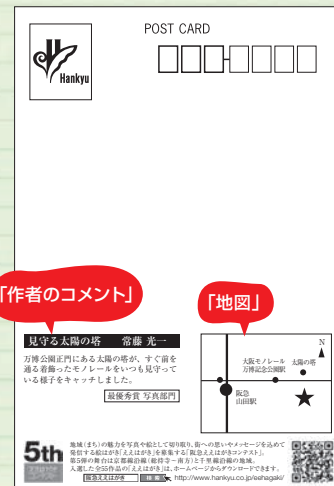 POST CARD
Hankyu
「作者のコメント」
「地図」
見守る太陽の塔 常藤 光一
万博公園正門にある太陽の塔が、すぐ前を
通る着飾ったモノレールをいつも見守って
いる様子をキャッチしました。
最優秀賞 写真部門
N
大阪モノレール
万博記念公園駅
太陽の塔
阪急
山田駅
5th
地域(まち)の魅力を写真や絵として切り取り、街への思いやメッセージを込めて
発信する絵はがき「ええはがき」を募集する「阪急ええはがきコンテスト」。
第5弾の舞台は京都線沿線(総持寺−南方)と千里線沿線の地域。
入選した全55作品の「ええはがき」は、ホームページからダウンロードできます。
阪急ええはがき 検索 http://www.hankyu.co.jp/eehagaki/